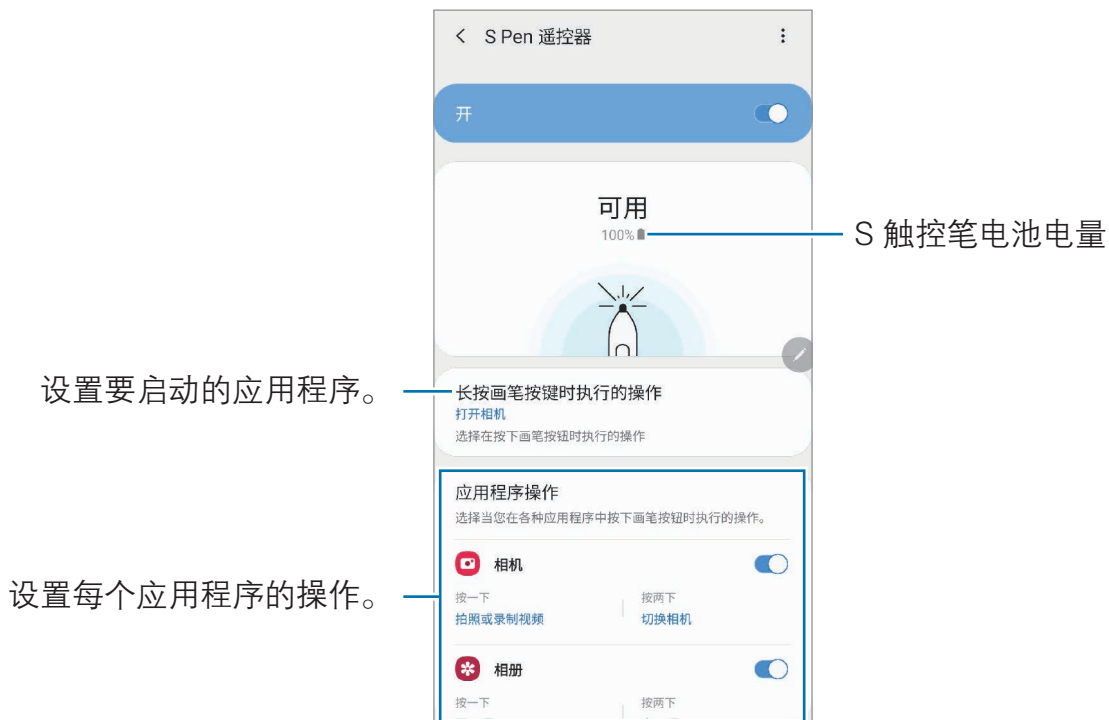 S Pen 遥控器
开
可用
100%
S 触控笔电池电量
设置要启动的应用程序。
长按画笔按键时执行的操作
打开相机
选择在按下画笔按钮时执行的操作
应用程序操作
选择当您在各种应用程序中按下画笔按钮时执行的操作。
相机
设置每个应用程序的操作。
按一下 按两下
拍照或录制视频 切换相机
相册
按一下 按两下